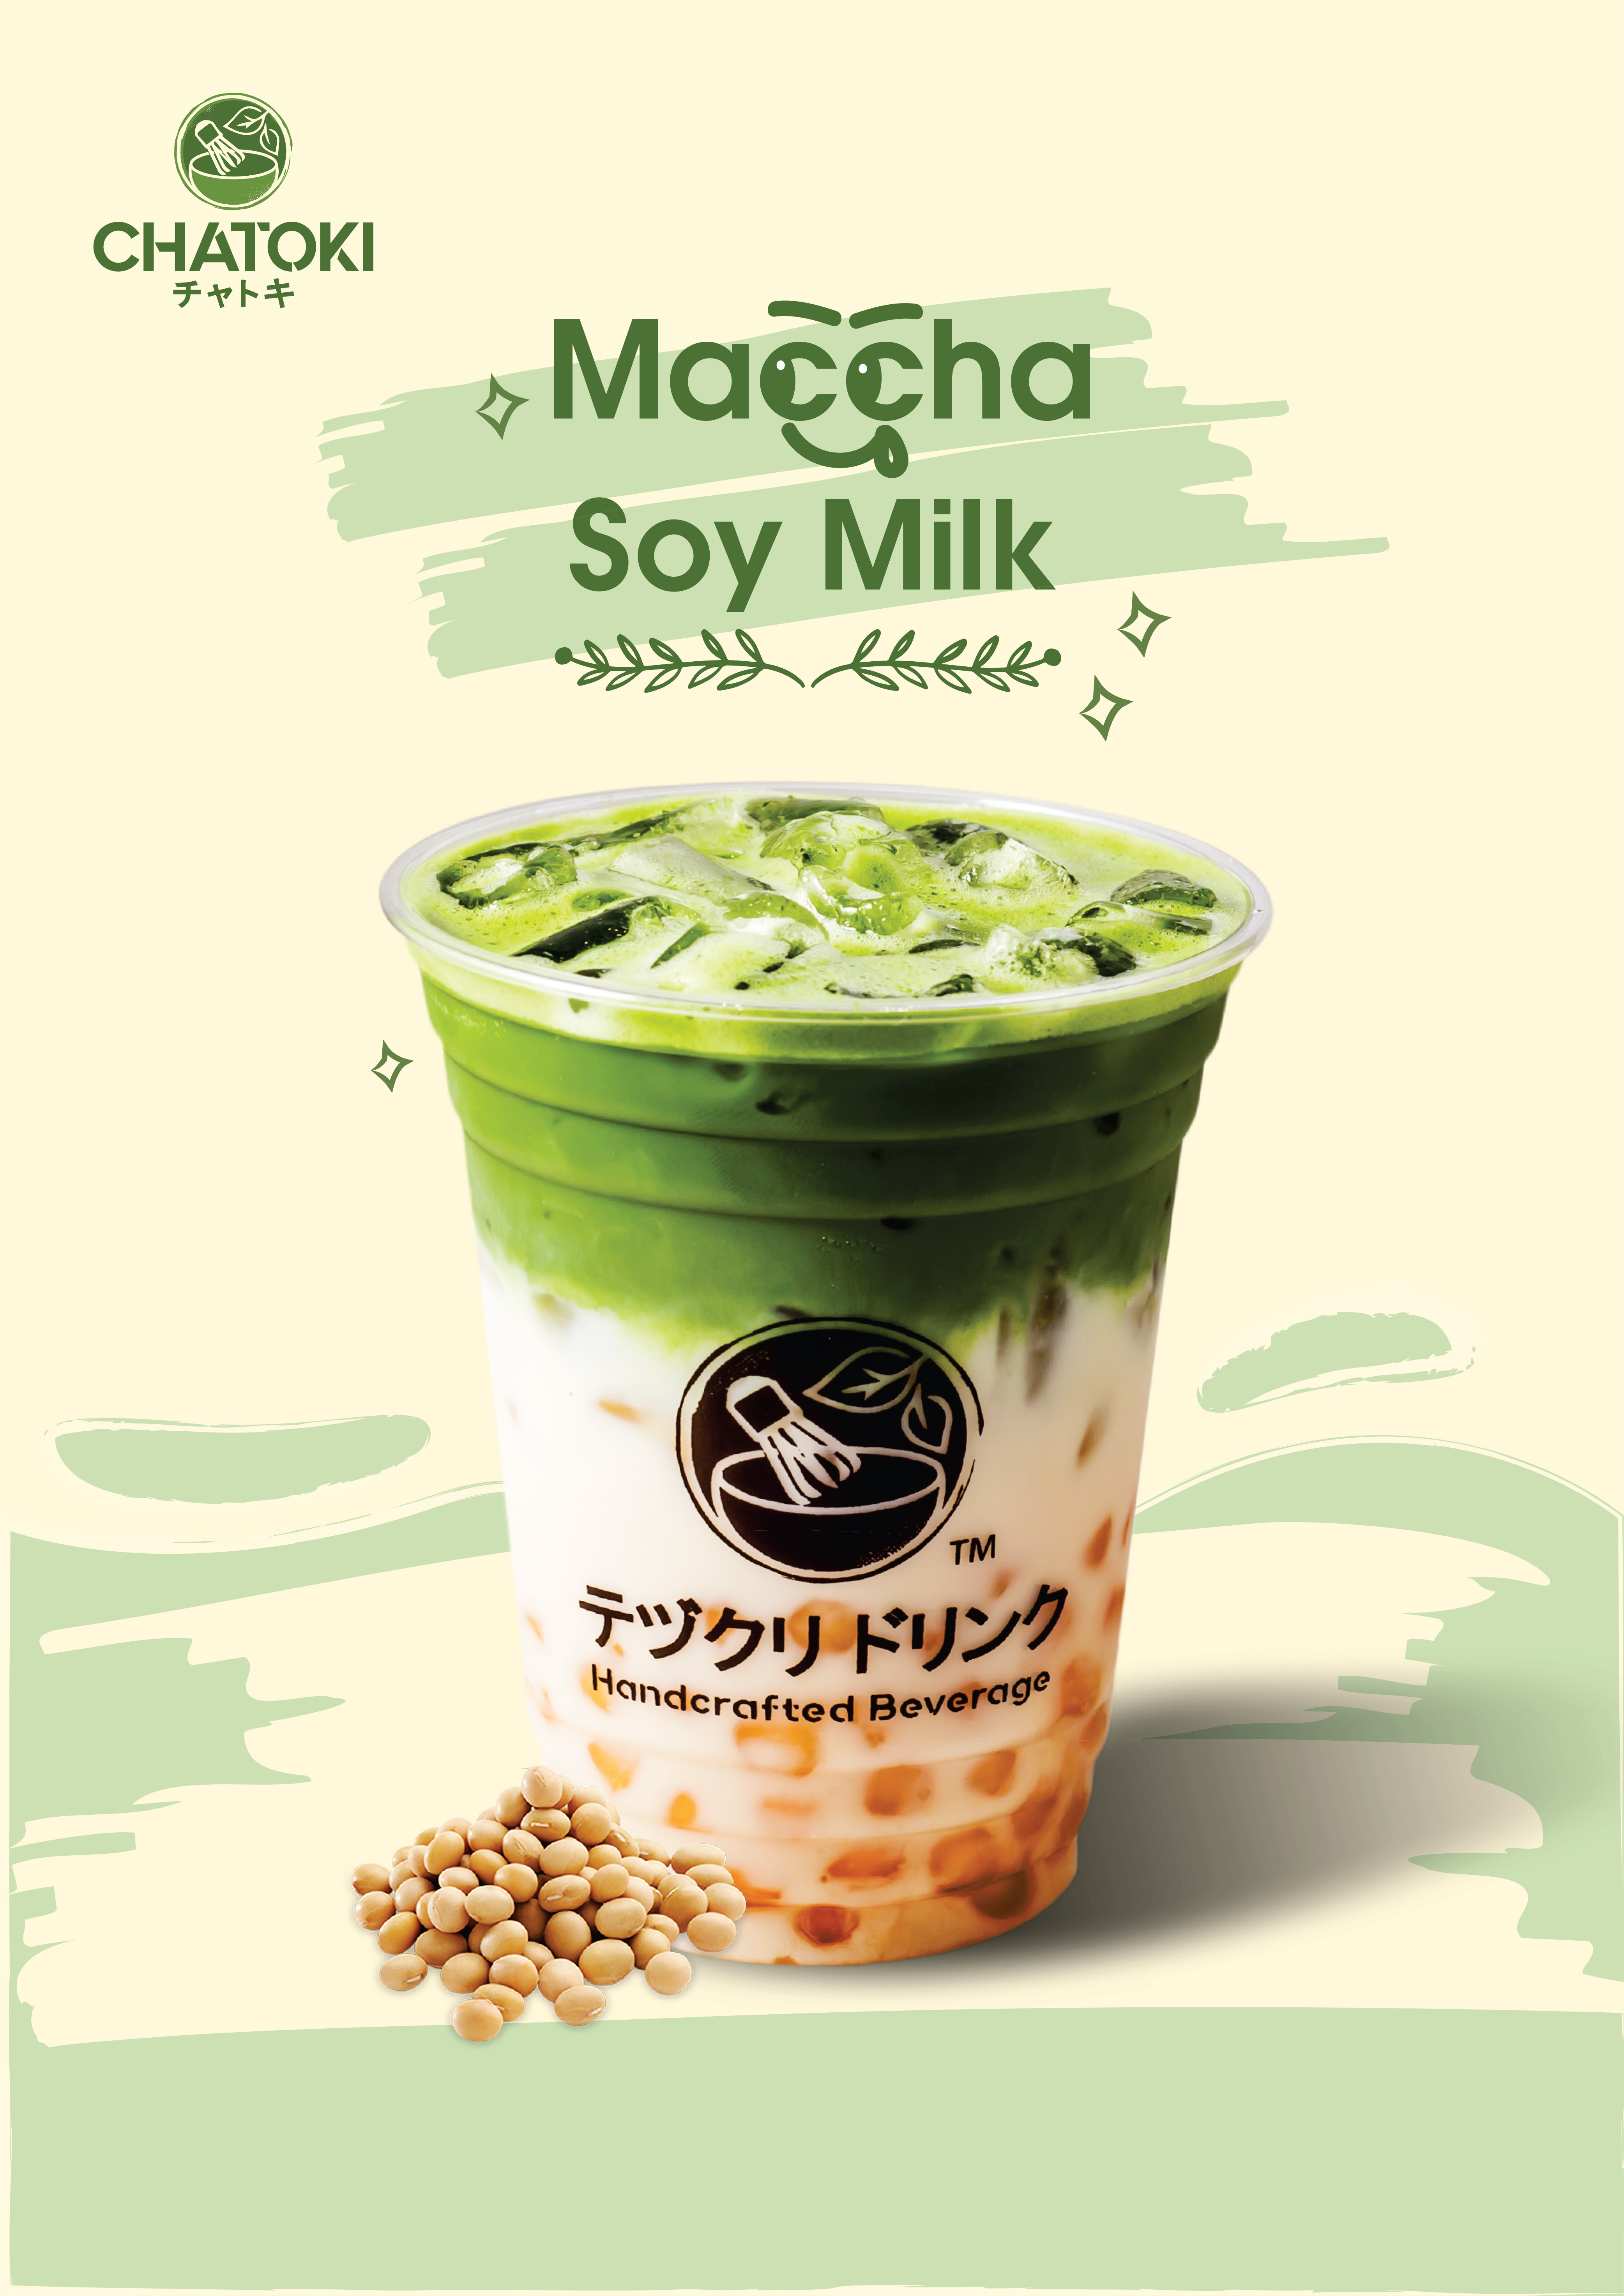 CHATOKI
チャトキ
Maccha
Soy Milk
TM
テヅクリ ドリンク
Handcrafted Beverage